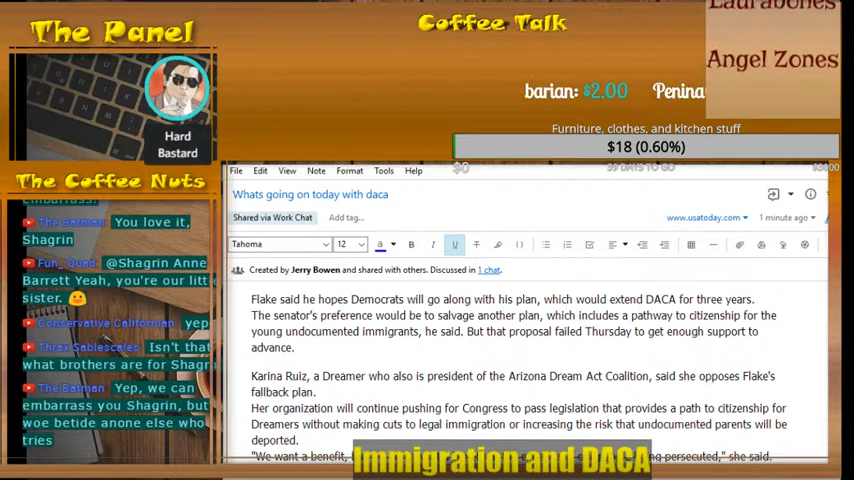 The Panel
Coffee Talk
Laurabones
Angel Zones
barian: $2.00 Penina
Hard
Bastard
Furniture, clothes, and kitchen stuff
$18 (0.60%)
$0
The Coffee Nuts
embarrass?
The Batman: You love it,
Shagrin
Fuh_ Quad: @Shagrin Anne
Barrett Yeah, you're our littl
sister.
Conservative Californian yep
Thrax Sablescales: Isn't that
what brothers are for Shagr
The Batman: Yep, we can
embarrass you Shagrin, but
woe betide anone else who
tries
File Edit View Note Format Tools Help
Whats going on today with daca
Shared via Work Chat Add tag...
www.usatoday.com 1 minute ago
Tahoma 12 a B I U T
Created by Jerry Bowen and shared with others. Discussed in 1 chat.
Flake said he hopes Democrats will go along with his plan, which would extend DACA for three years.
The senator's preference would be to salvage another plan, which includes a pathway to citizenship for the
young undocumented immigrants, he said. But that proposal failed Thursday to get enough support to
advance.
Karina Ruiz, a Dreamer who also is president of the Arizona Dream Act Coalition, said she opposes Flake's
fallback plan.
Her organization will continue pushing for Congress to pass legislation that provides a path to citizenship for
Dreamers without making cuts to legal immigration or increasing the risk that undocumented parents will be
deported.
"We want a benefit, persecuted," she said.
Immigration and DACA